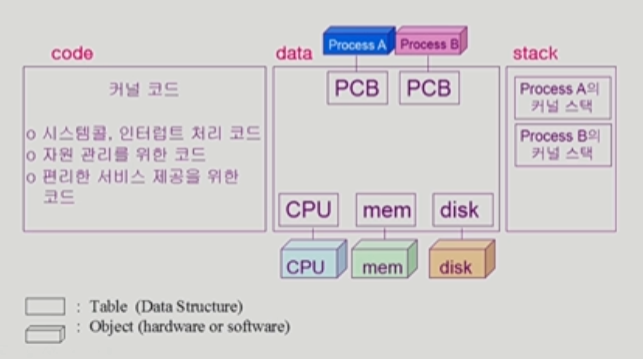 code
data
stack
Process A
Process B
PCB
PCB
커널 코드
o 시스템콜, 인터럽트 처리 코드
o 자원 관리를 위한 코드
o 편리한 서비스 제공을 위한
코드
CPU
mem
disk
CPU
mem
disk
Process A의
커널 스택
Process B의
커널 스택
: Table (Data Structure)
: Object (hardware or software)